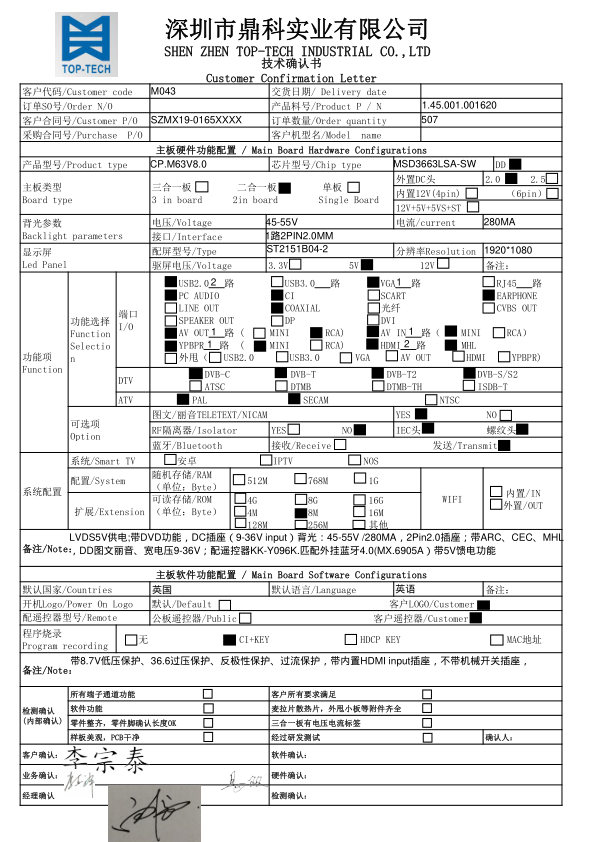 TOP-TECH
深圳市鼎科实业有限公司
SHEN ZHEN TOP-TECH INDUSTRIAL CO.,LTD
技术确认书
Customer Confirmation Letter
客户代码/Customer code M043 交货日期/ Delivery date
订单SO号/Order N/O 产品料号/Product P / N 1.45.001.001620
客户合同号/Customer P/O SZMX19-0165XXXX 订单数量/Order quantity 507
采购合同号/Purchase P/O 客户机型名/Model name
主板硬件功能配置 / Main Board Hardware Configurations
产品型号/Product type CP.M63V8.0 芯片型号/Chip type MSD3663LSA-SW DD
主板类型 三合一板 二合一板 单板 外置DC头 2.0 2.5
Board type 3 in board 2in board Single Board 内置12V(4pin) (6pin)
12V+5V+5VS+ST
背光参数 电压/Voltage 45-55V 电流/current 280MA
Backlight parameters 接口/Interface 1路2PIN2.0MM
显示屏 配屏型号/Type ST2151B04-2 分辨率Resolution 1920*1080
Led Panel 驱屏电压/Voltage 3.3V 5V 12V 备注:
功能项 Function
功能选择 Function Selection
端口 I/O
USB2.0 2 路 USB3.0 路 VGA 1 路 RJ45 路
PC AUDIO CI SCART EARPHONE
LINE OUT COAXIAL 光纤 CVBS OUT
SPEAKER OUT DP DVI
AV OUT 1 路 ( MINI RCA) AV IN 1 路 ( MINI RCA)
YPBPR 1 路 ( MINI RCA) HDMI 2 路 MHL
外甩 ( USB2.0 USB3.0 VGA AV OUT HDMI YPBPR)
DTV DVB-C DVB-T DVB-T2 DVB-S/S2
ATSC DTMB DTMB-TH ISDB-T
ATV PAL SECAM NTSC
可选项 Option
图文/丽音TELETEXT/NICAM YES NO
RF隔离器/Isolator YES NO IEC头 螺纹头
蓝牙/Bluetooth 接收/Receive 发送/Transmit
系统配置
系统/Smart TV 安卓 IPTV NOS
配置/System 随机存储/RAM (单位: Byte) 512M 768M 1G
扩展/Extension 可读存储/ROM (单位: Byte) 4G 8G 16G
4M 8M 16M
128M 256M 其他
WIFI 内置/IN
外置/OUT
备注/Note: LVDS5V供电;带DVD功能，DC插座（9-36V input）背光：45-55V /280MA，2Pin2.0插座；带ARC、CEC、MHL
，DD图文丽音、宽电压9-36V；配遥控器KK-Y096K.匹配外挂蓝牙4.0(MX.6905A）带5V馈电功能
主板软件功能配置 / Main Board Software Configurations
默认国家/Countries 英国 默认语言/Language 英语 备注:
开机Logo/Power On Logo 默认/Default 客户LOGO/Customer
配遥控器型号/Remote 公板遥控器/Public 客户遥控器/Customer
程序烧录 无 CI+KEY HDCP KEY MAC地址
Program recording
备注/Note: 带8.7V低压保护、36.6过压保护、反极性保护、过流保护，带内置HDMI input插座，不带机械开关插座，
检测确认 (内部确认)
所有端子通道功能 客户所有要求满足
软件功能 麦拉片散热片，外甩小板等附件齐全
零件整齐，零件脚确认长度OK 三合一板有电压电流标签
样板美观，PCB干净 经过研发测试 确认人:
客户确认: 李宗泰 软件确认:
业务确认: 硬件确认:
经理确认 检测确认: